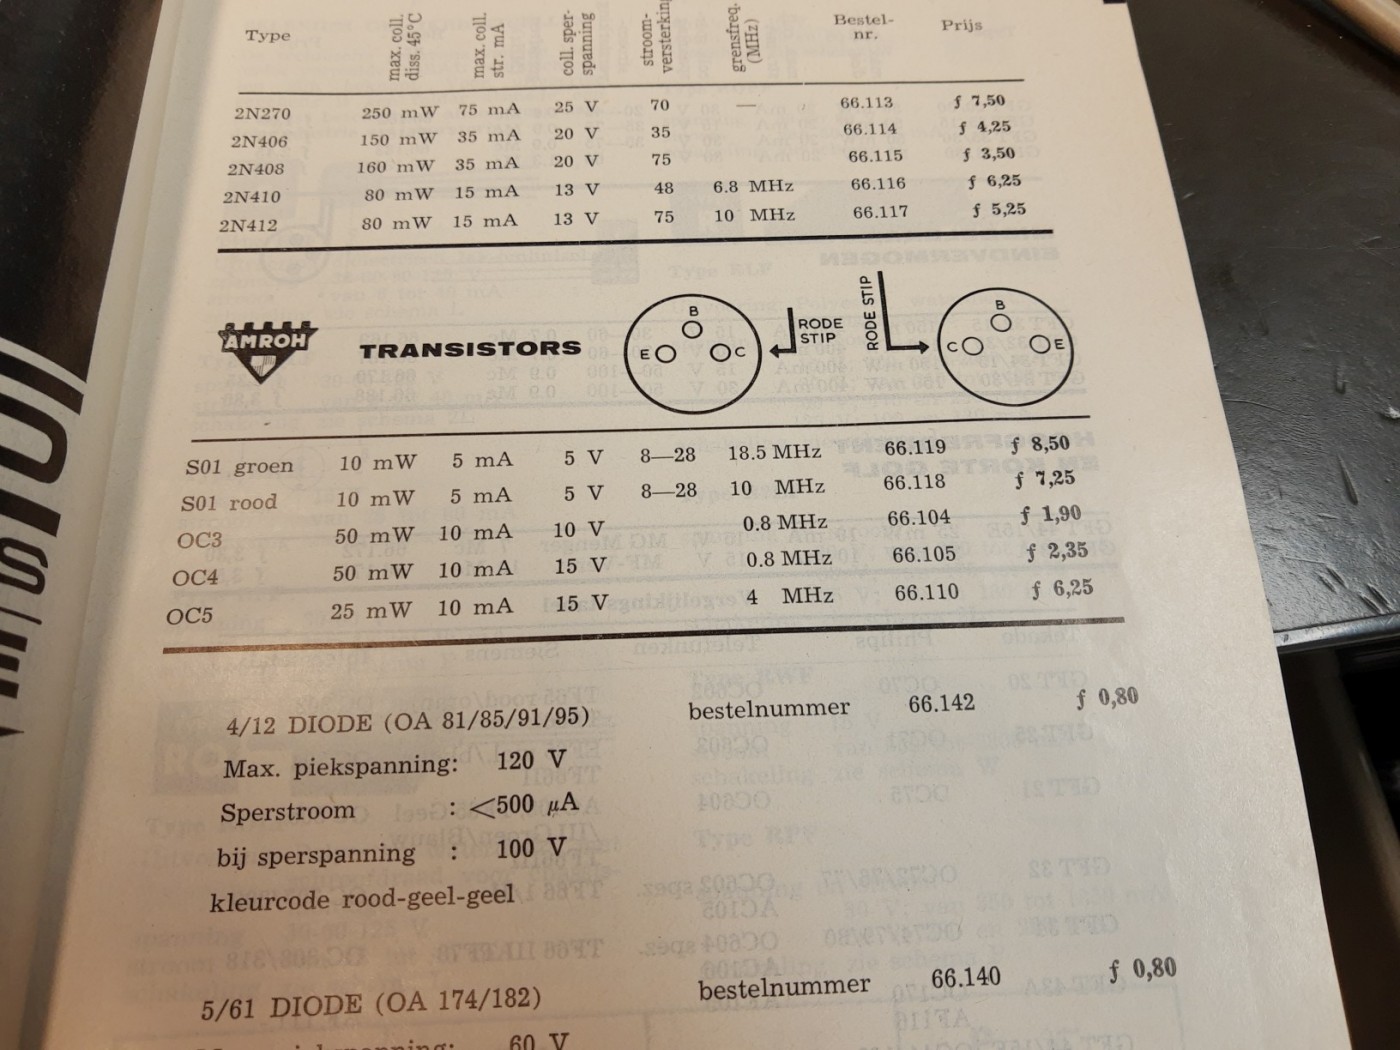 Type max. coll. diss. 45°C max. coll. str. mA coll. sper- spanning stroom- versterking grensfreq. (MHz) Bestel- nr. Prijs
2N270 250 mW 75 mA 25 V 70 — 66.113 ƒ 7,50
2N406 150 mW 35 mA 20 V 35 66.114 ƒ 4,25
2N408 160 mW 35 mA 20 V 75 66.115 ƒ 3,50
2N410 80 mW 15 mA 13 V 48 6.8 MHz 66.116 ƒ 6,25
2N412 80 mW 15 mA 13 V 75 10 MHz 66.117 ƒ 5,25
AMROH TRANSISTORS
B E C RODE STIP
RODE STIP B C E
S01 groen 10 mW 5 mA 5 V 8—28 18.5 MHz 66.119 ƒ 8,50
S01 rood 10 mW 5 mA 5 V 8—28 10 MHz 66.118 ƒ 7,25
OC3 50 mW 10 mA 10 V 0.8 MHz 66.104 ƒ 1,90
OC4 50 mW 10 mA 15 V 0.8 MHz 66.105 ƒ 2,35
OC5 25 mW 10 mA 15 V 4 MHz 66.110 ƒ 6,25
4/12 DIODE (OA 81/85/91/95) bestelnummer 66.142 ƒ 0,80
Max. piekspanning: 120 V
Sperstroom : <500 μA
bij sperspanning : 100 V
kleurcode rood-geel-geel
5/61 DIODE (OA 174/182) bestelnummer 66.140 ƒ 0,80
60 V